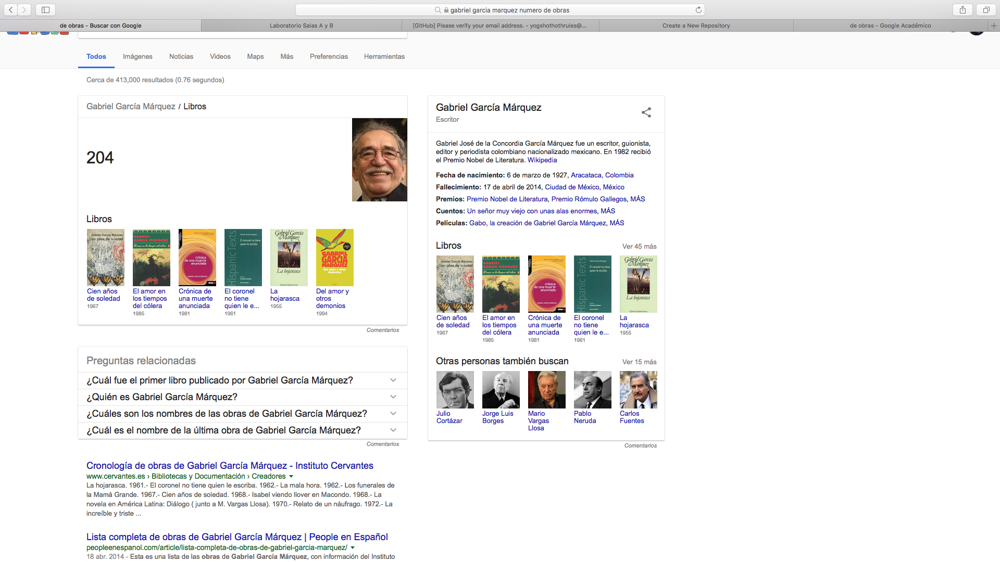 gabriel garcia marquez numero de obras
de obras - Buscar con Google
Laboratorio Salas A y B
[GitHub] Please verify your email address. - yogshothothrules@...
Create a New Repository
de obras - Google Académico
Todos
Imágenes
Noticias
Videos
Maps
Más
Preferencias
Herramientas
Cerca de 413,000 resultados (0.76 segundos)
Gabriel García Márquez / Libros
204
Libros
Cien años
de soledad
1967
El amor en
los tiempos
del cólera
1985
Crónica de
una muerte
anunciada
1981
El coronel
no tiene
quien le e...
1961
La
hojarasca
1955
Del amor y
otros
demonios
1994
Comentarios
Preguntas relacionadas
¿Cuál fue el primer libro publicado por Gabriel García Márquez?
¿Quién es Gabriel García Márquez?
¿Cuáles son los nombres de las obras de Gabriel García Márquez?
¿Cuál es el nombre de la última obra de Gabriel García Márquez?
Comentarios
Cronología de obras de Gabriel García Márquez - Instituto Cervantes
www.cervantes.es › Bibliotecas y Documentación › Creadores
La hojarasca. 1961.- El coronel no tiene quien le escriba. 1962.- La mala hora. 1962.- Los funerales de
la Mamá Grande. 1967.- Cien años de soledad. 1968.- Isabel viendo llover en Macondo. 1968.- La
novela en América Latina: Diálogo ( junto a M. Vargas Llosa). 1970.- Relato de un náufrago. 1972.- La
increíble y triste ...
Lista completa de obras de Gabriel García Márquez | People en Español
peopleenespanol.com/article/lista-completa-de-obras-de-gabriel-garcia-marquez/
18 abr. 2014 - Esta es una lista de las obras de Gabriel García Márquez, con información del Instituto
Gabriel García Márquez
Escritor
Gabriel José de la Concordia García Márquez fue un escritor, guionista,
editor y periodista colombiano nacionalizado mexicano. En 1982 recibió
el Premio Nobel de Literatura. Wikipedia
Fecha de nacimiento: 6 de marzo de 1927, Aracataca, Colombia
Fallecimiento: 17 de abril de 2014, Ciudad de México, México
Premios: Premio Nobel de Literatura, Premio Rómulo Gallegos, MÁS
Cuentos: Un señor muy viejo con unas alas enormes, MÁS
Películas: Gabo, la creación de Gabriel García Márquez, MÁS
Libros
Ver 45 más
Cien años
de soledad
1967
El amor en
los tiempos
del cólera
1985
Crónica de
una muerte
anunciada
1981
El coronel
no tiene
quien le e...
1961
La
hojarasca
1955
Otras personas también buscan
Ver 15 más
Julio
Cortázar
Jorge Luis
Borges
Mario
Vargas
Llosa
Pablo
Neruda
Carlos
Fuentes
Comentarios